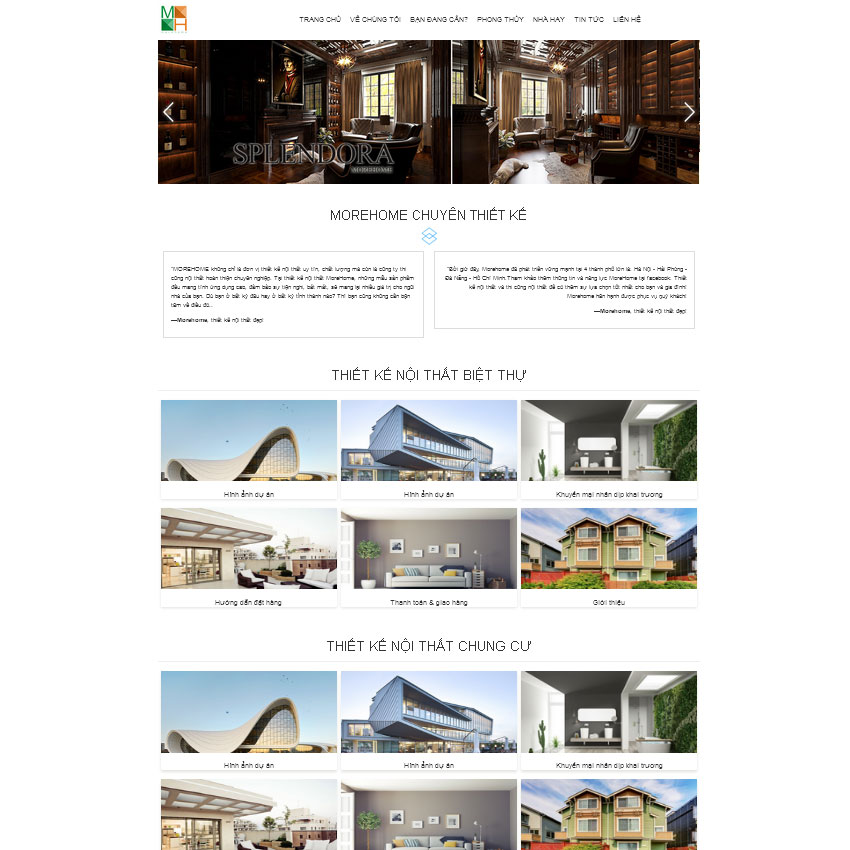 MH
TRANG CHỦ VỀ CHÚNG TÔI BẠN ĐANG CẦN? PHONG THỦY NHÀ HAY TIN TỨC LIÊN HỆ
SPLENDORA
MOREHOME
MOREHOME CHUYÊN THIẾT KẾ
"MOREHOME không chỉ là đơn vị thiết kế nội thất uy tín, chất lượng mà còn là công ty thi
công nội thất hoàn thiện chuyên nghiệp. Tại thiết kế nội thất MoreHome, những mẫu sản phẩm
đều mang tính ứng dụng cao, đảm bảo sự tiện nghi, bắt mắt, sẽ mang lại nhiều giá trị cho ngôi
nhà của bạn. Dù bạn ở bất kỳ đâu hay ở bất kỳ tỉnh thành nào? Thì bạn cũng không cần bận
tâm về điều đó..
—Morehome, thiết kế nội thất đẹp!
"Bởi giờ đây, Morehome đã phát triển vững mạnh tại 4 thành phố lớn là: Hà Nội - Hải Phòng -
Đà Nẵng - Hồ Chí Minh.Tham khảo thêm thông tin và năng lực MoreHome tại facebook: Thiết
kế nội thất và thi công nội thất để có thêm sự lựa chọn tốt nhất cho bạn và gia đình!
Morehome hân hạnh được phục vụ quý khách!
—Morehome, thiết kế nội thất đẹp!
THIẾT KẾ NỘI THẤT BIỆT THỰ
Hình ảnh dự án Hình ảnh dự án Khuyến mại nhân dịp khai trương
Hướng dẫn đặt hàng Thanh toán & giao hàng Giới thiệu
THIẾT KẾ NỘI THẤT CHUNG CƯ
Hình ảnh dự án Hình ảnh dự án Khuyến mại nhân dịp khai trương